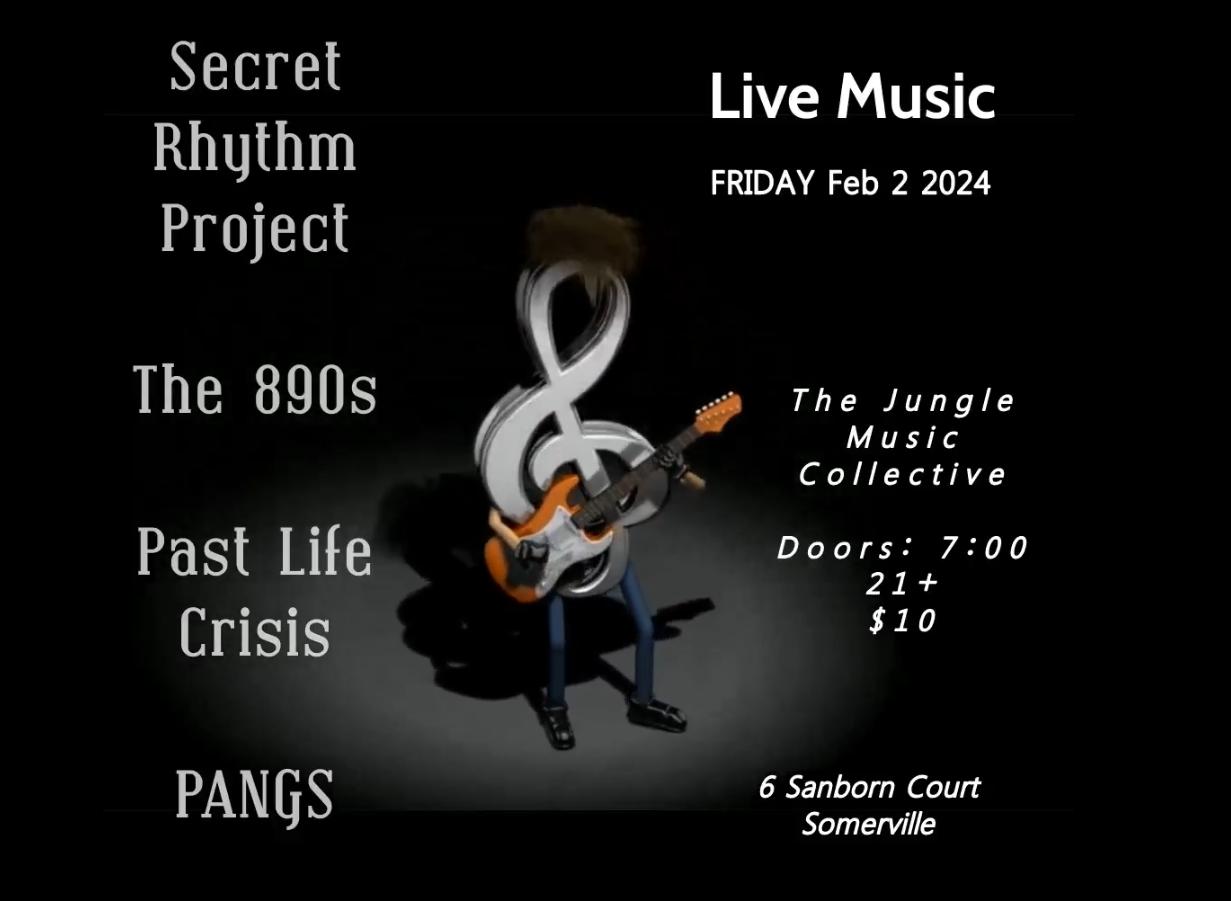 Secret
Rhythm
Project
The 890s
Past Life
Crisis
PANGS
Live Music
FRIDAY Feb 2 2024
The Jungle
Music
Collective
Doors: 7:00
21+
$10
6 Sanborn Court
Somerville